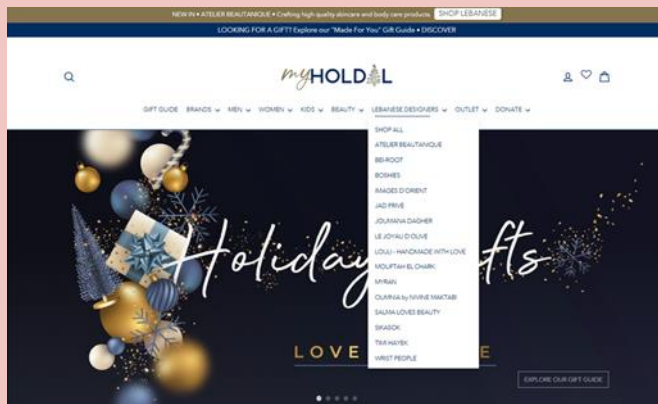 NEW IN • ATELIER BEAUTANIQUE • Crafting high-quality skincare and body care products. SHOP LEBANESE
LOOKING FOR A GIFT? Explore our "Made For You" Gift Guide • DISCOVER
myHOLDAL
GIFT GUIDE BRANDS MEN WOMEN KIDS BEAUTY LEBANESE DESIGNERS OUTLET DONATE
SHOP ALL
ATELIER BEAUTANIQUE
BEI-ROOT
BOSHIES
IMAGES D'ORIENT
JAD PRIVE
JOUMANA DAGHER
LE JOYAU D'OLIVE
LOULI - HANDMADE WITH LOVE
MOUFTAH EL CHARK
MYRAN
OUMNIA by NIVINE MAKTABI
SALMA LOVES BEAUTY
SIKASOK
TIMI HAYEK
WRIST PEOPLE
Holiday
LOVE
EXPLORE OUR GIFT GUIDE